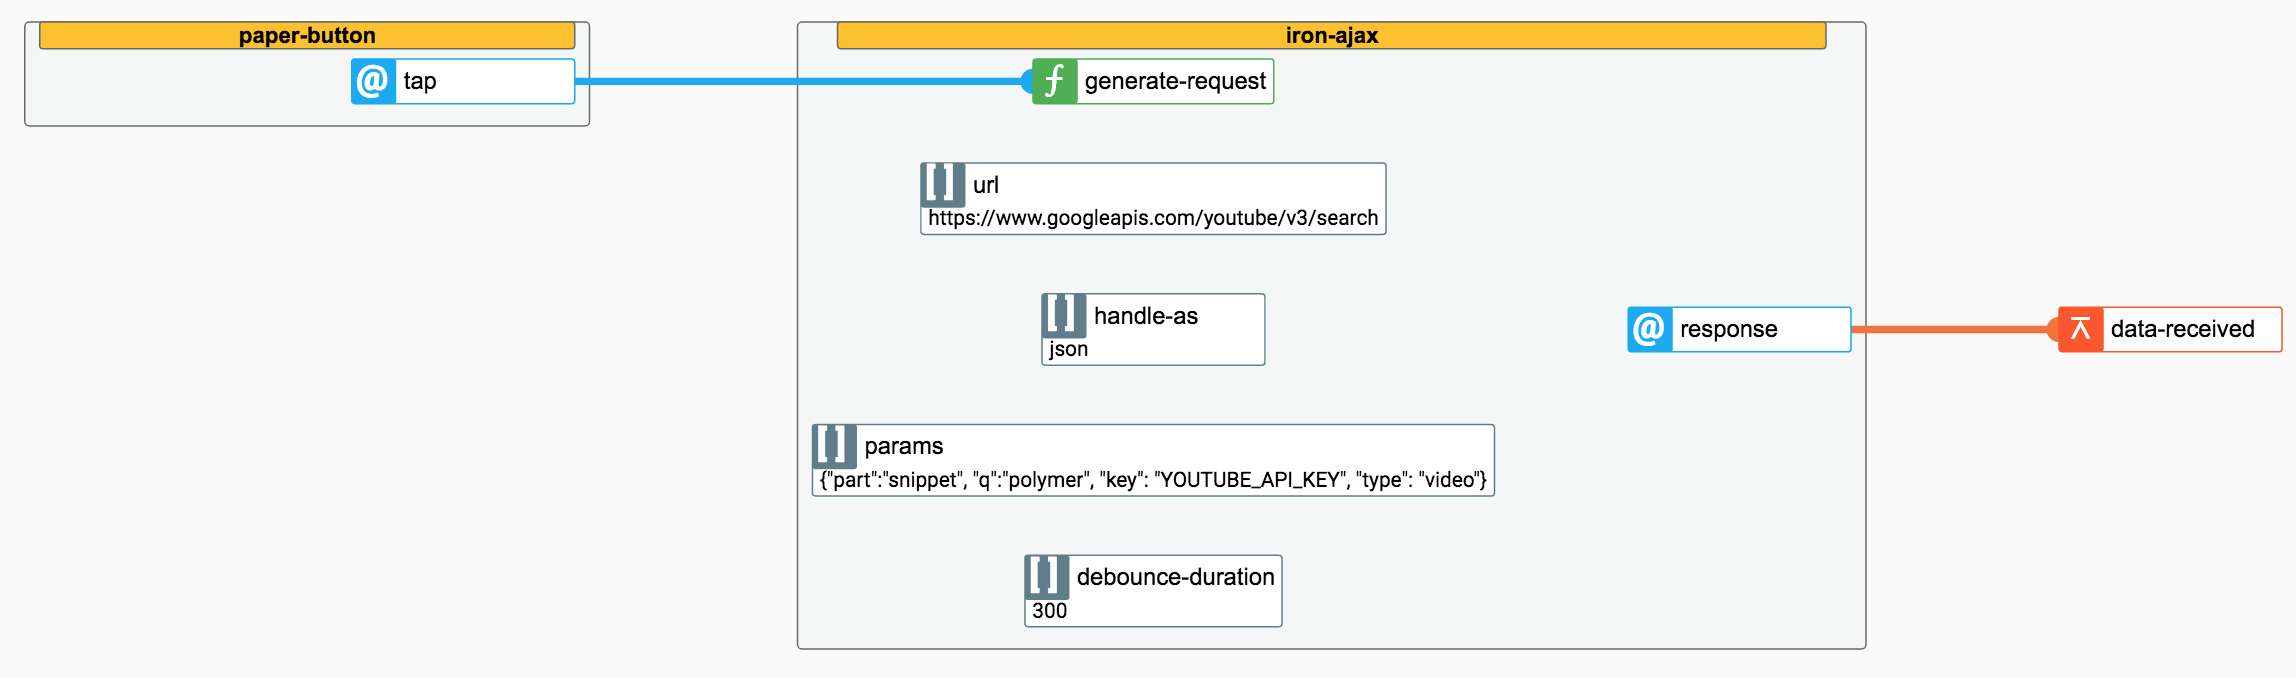 paper-button
@ tap
iron-ajax
ƒ generate-request
[ ] url
https://www.googleapis.com/youtube/v3/search
[ ] handle-as
json
@ response
data-received
[ ] params
{"part":"snippet", "q":"polymer", "key": "YOUTUBE_API_KEY", "type": "video"}
[ ] debounce-duration
300